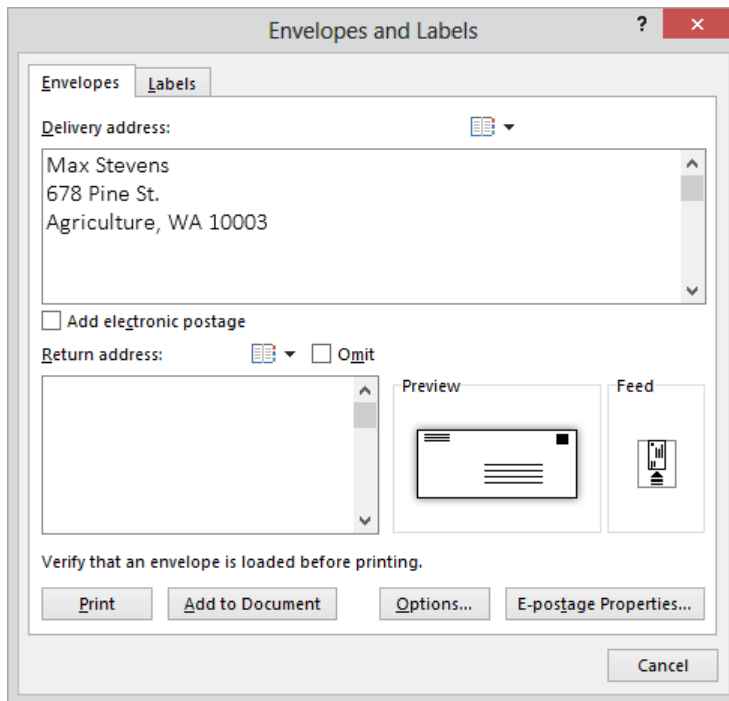 Envelopes and Labels ? ×
Envelopes Labels
Delivery address:
Max Stevens
678 Pine St.
Agriculture, WA 10003
Add electronic postage
Return address: Omit
Preview Feed
Verify that an envelope is loaded before printing.
Print Add to Document Options... E-postage Properties...
Cancel